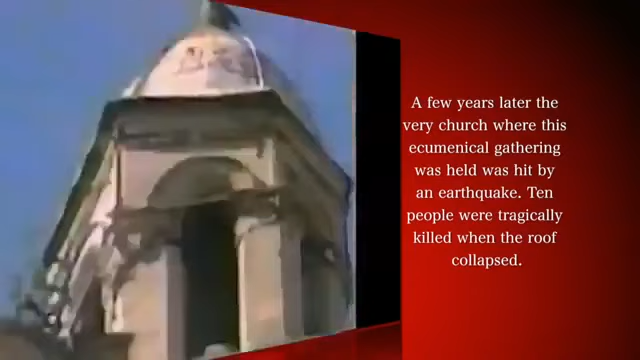 A few years later the
very church where this
ecumenical gathering
was held was hit by
an earthquake. Ten
people were tragically
killed when the roof
collapsed.